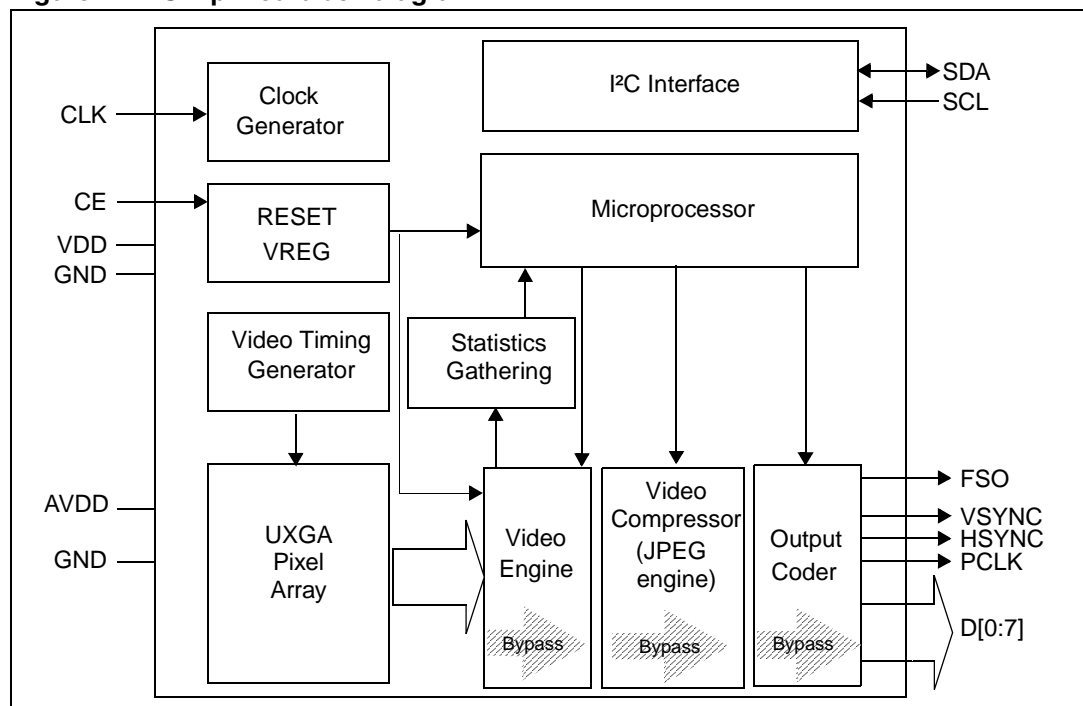 Clock
Generator
I²C Interface
SDA
SCL
CLK
CE
VDD
GND
RESET
VREG
Microprocessor
Video Timing
Generator
Statistics
Gathering
AVDD
GND
UXGA
Pixel
Array
Video
Engine
Bypass
Video
Compressor
(JPEG
engine)
Bypass
Output
Coder
Bypass
FSO
VSYNC
HSYNC
PCLK
D[0:7]